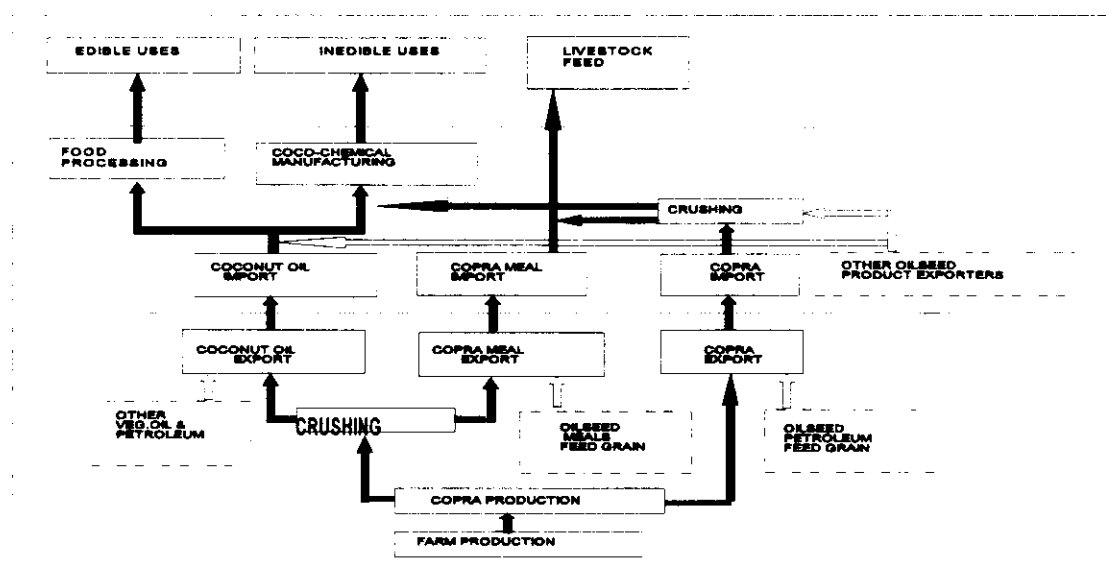 EDIBLE USES
INEDIBLE USES
LIVESTOCK
FEED
FOOD
PROCESSING
COCO-CHEMICAL
MANUFACTURING
CRUSHING
COCONUT OIL
IMPORT
COPRA MEAL
IMPORT
COPRA
IMPORT
OTHER OILSEED
PRODUCT EXPORTERS
COCONUT OIL
EXPORT
COPRA MEAL
EXPORT
COPRA
EXPORT
OTHER
VEG.OIL &
PETROLEUM
CRUSHING
OILSEED
MEALS
FEED GRAIN
OILSEED
PETROLEUM
FEED GRAIN
COPRA PRODUCTION
FARM PRODUCTION